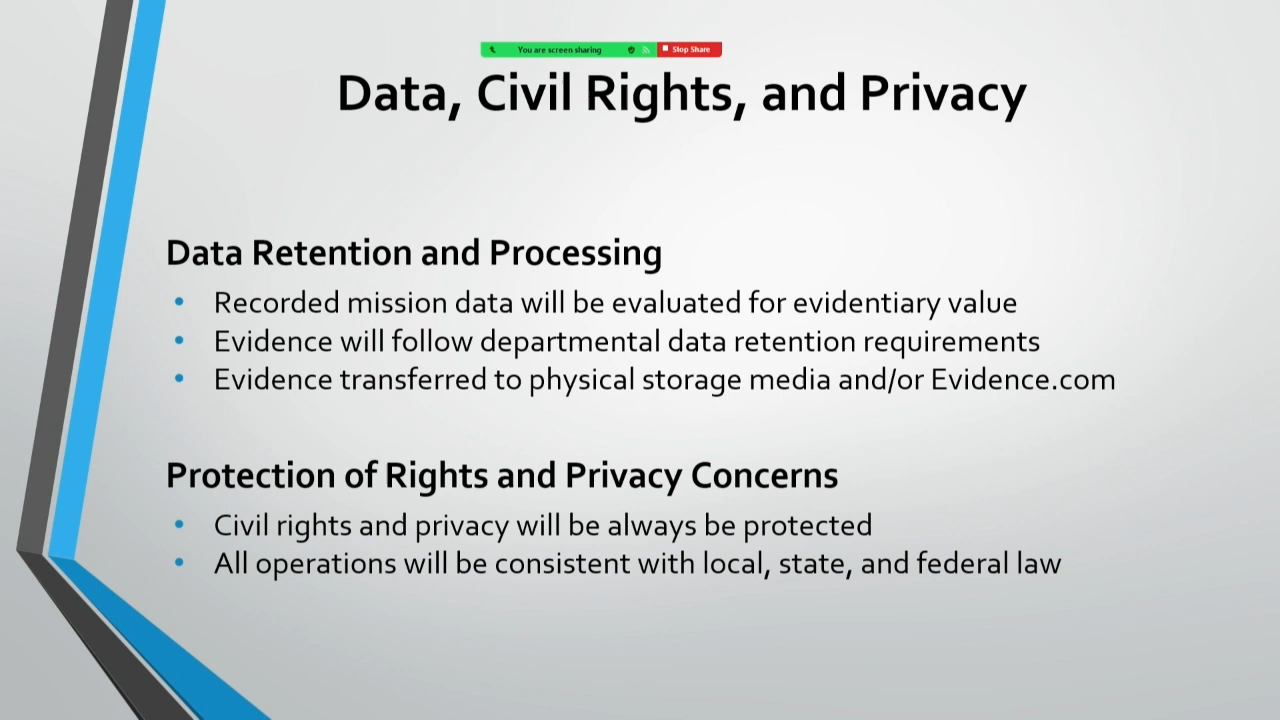 You are screen sharing Stop Share
Data, Civil Rights, and Privacy
Data Retention and Processing
• Recorded mission data will be evaluated for evidentiary value
• Evidence will follow departmental data retention requirements
• Evidence transferred to physical storage media and/or Evidence.com
Protection of Rights and Privacy Concerns
• Civil rights and privacy will be always be protected
• All operations will be consistent with local, state, and federal law